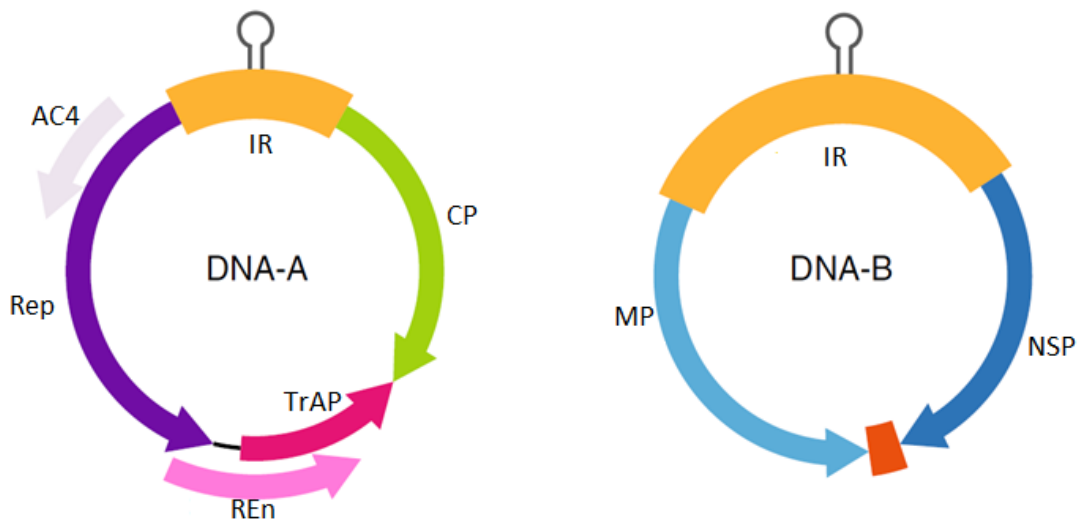 AC4
IR
CP
DNA-A
Rep
TrAP
REn
IR
DNA-B
MP
NSP